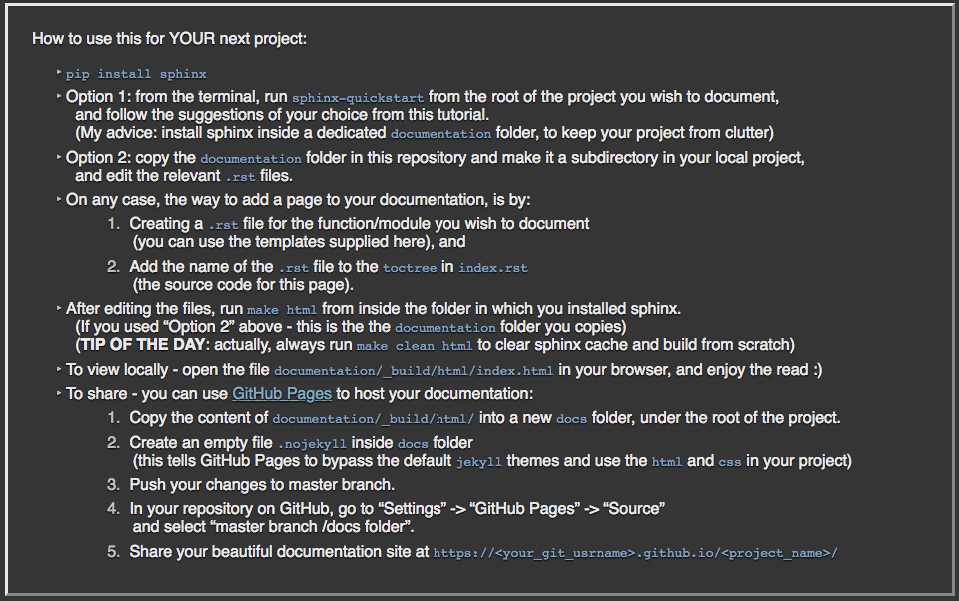 How to use this for YOUR next project:
‣ pip install sphinx
‣ Option 1: from the terminal, run sphinx-quickstart from the root of the project you wish to document,
and follow the suggestions of your choice from this tutorial.
(My advice: install sphinx inside a dedicated documentation folder, to keep your project from clutter)
‣ Option 2: copy the documentation folder in this repository and make it a subdirectory in your local project,
and edit the relevant .rst files.
‣ On any case, the way to add a page to your documentation, is by:
1. Creating a .rst file for the function/module you wish to document
(you can use the templates supplied here), and
2. Add the name of the .rst file to the toctree in index.rst
(the source code for this page).
‣ After editing the files, run make html from inside the folder in which you installed sphinx.
(If you used “Option 2” above - this is the the documentation folder you copies)
(TIP OF THE DAY: actually, always run make clean html to clear sphinx cache and build from scratch)
‣ To view locally - open the file documentation/_build/html/index.html in your browser, and enjoy the read :)
‣ To share - you can use GitHub Pages to host your documentation:
1. Copy the content of documentation/_build/html/ into a new docs folder, under the root of the project.
2. Create an empty file .nojekyll inside docs folder
(this tells GitHub Pages to bypass the default jekyll themes and use the html and css in your project)
3. Push your changes to master branch.
4. In your repository on GitHub, go to “Settings” -> “GitHub Pages” -> “Source”
and select “master branch /docs folder”.
5. Share your beautiful documentation site at https://<your_git_usrname>.github.io/<project_name>/